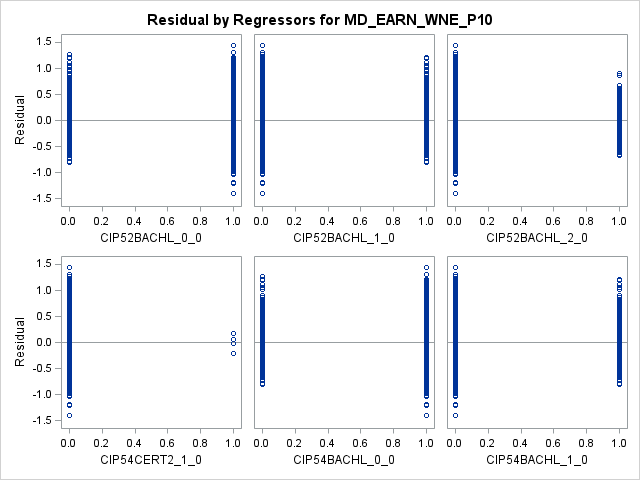 Residual by Regressors for MD_EARN_WNE_P10
1.5
1.0
0.5
0.0
-0.5
-1.0
-1.5
Residual
0.0 0.2 0.4 0.6 0.8 1.0
CIP52BACHL_0_0
0.0 0.2 0.4 0.6 0.8 1.0
CIP52BACHL_1_0
0.0 0.2 0.4 0.6 0.8 1.0
CIP52BACHL_2_0
1.5
1.0
0.5
0.0
-0.5
-1.0
-1.5
Residual
0.0 0.2 0.4 0.6 0.8 1.0
CIP54CERT2_1_0
0.0 0.2 0.4 0.6 0.8 1.0
CIP54BACHL_0_0
0.0 0.2 0.4 0.6 0.8 1.0
CIP54BACHL_1_0